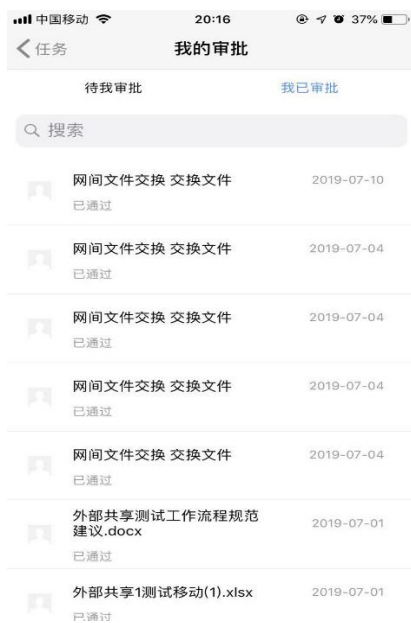 中国移动 20:16 37%
任务 我的审批
待我审批 我已审批
搜索
网间文件交换 交换文件 2019-07-10
已通过
网间文件交换 交换文件 2019-07-04
已通过
网间文件交换 交换文件 2019-07-04
已通过
网间文件交换 交换文件 2019-07-04
已通过
网间文件交换 交换文件 2019-07-04
已通过
外部共享测试工作流程规范
建议.docx 2019-07-01
已通过
外部共享1测试移动(1).xlsx 2019-07-01
已通过